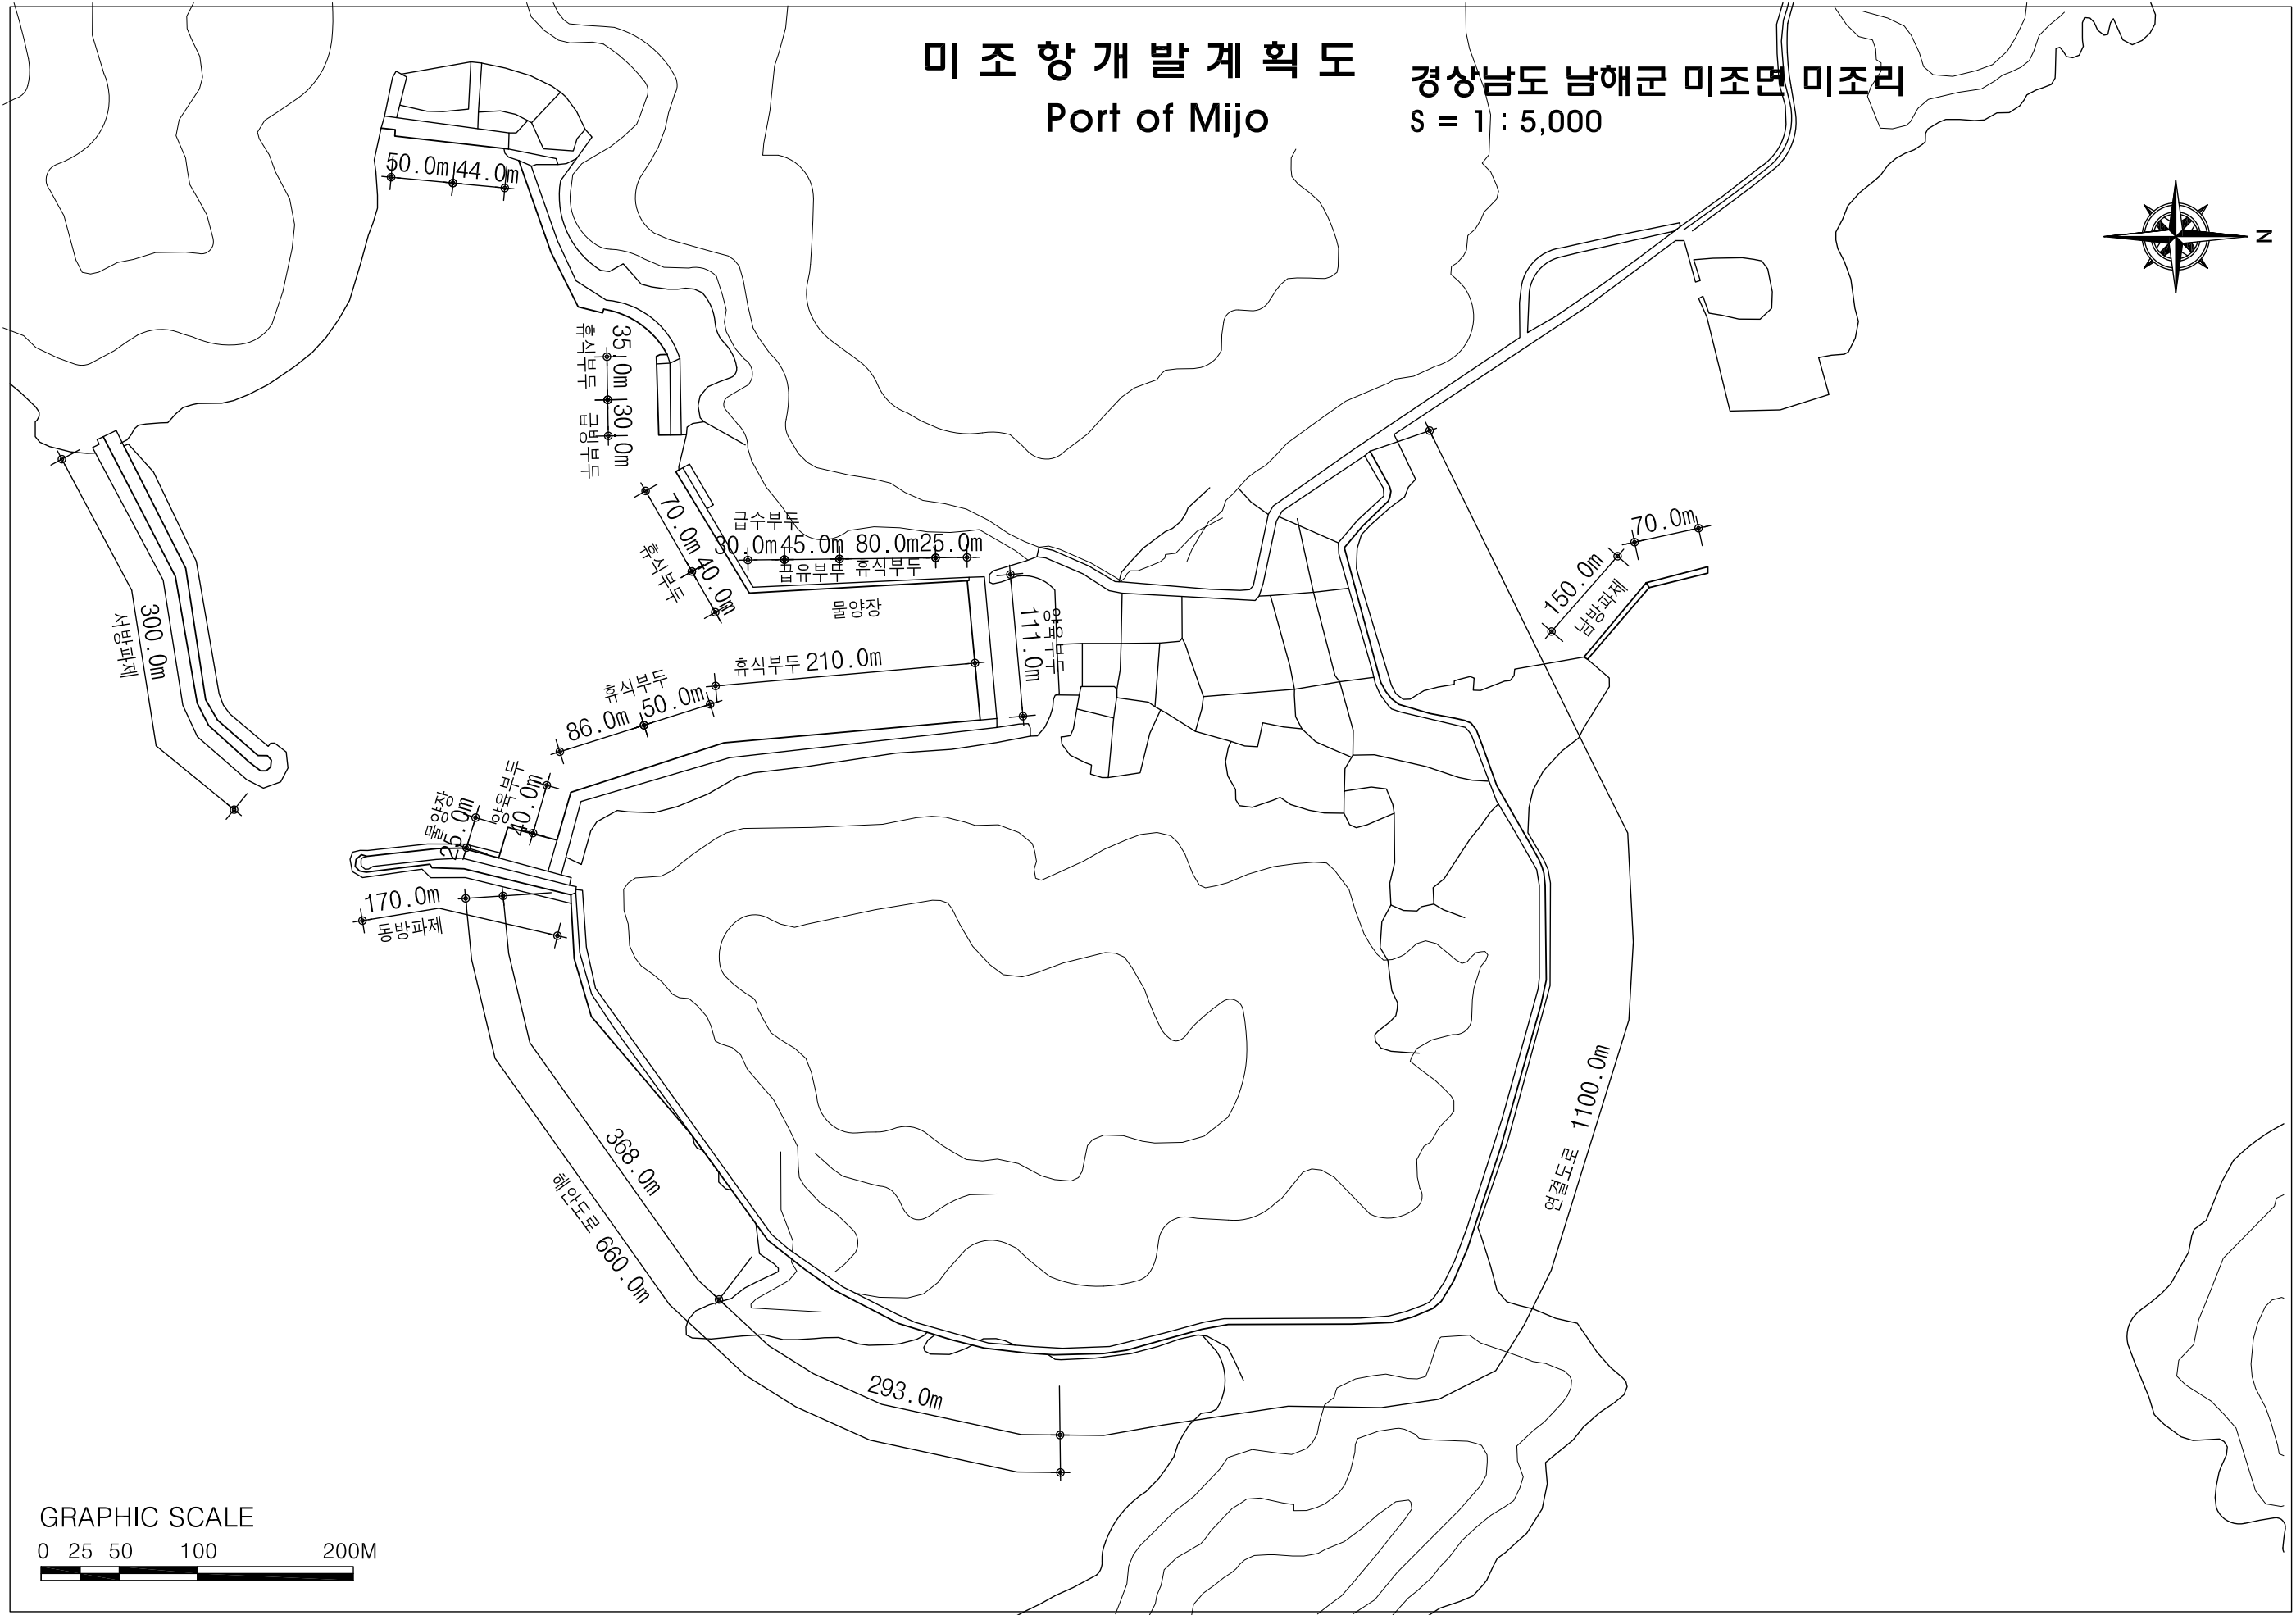 미조항개발계획도
Port of Mijo
경상남도 남해군 미조면 미조리
S = 1 : 5,000
N
50.0m 44.0m
휴식부두 35.0m
급빙부두 30.0m
70.0m 40.0m
휴식부두
급수부두
30.0m 45.0m 80.0m 25.0m
급유부두 휴식부두
물양장
111.0m
양육부두
휴식부두 210.0m
휴식부두
86.0m 50.0m
양육부두
40.0m
물양장
25.0m
300.0m
서방파제
170.0m
동방파제
70.0m
150.0m
남방파제
368.0m
해안도로 660.0m
293.0m
연결도로 1100.0m
GRAPHIC SCALE
0 25 50 100 200M